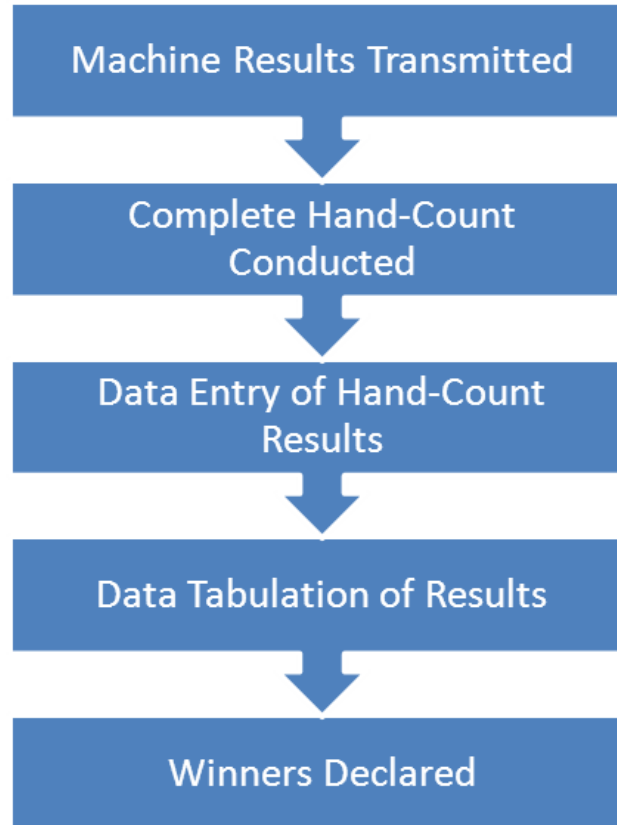 Machine Results Transmitted
Complete Hand-Count
Conducted
Data Entry of Hand-Count
Results
Data Tabulation of Results
Winners Declared